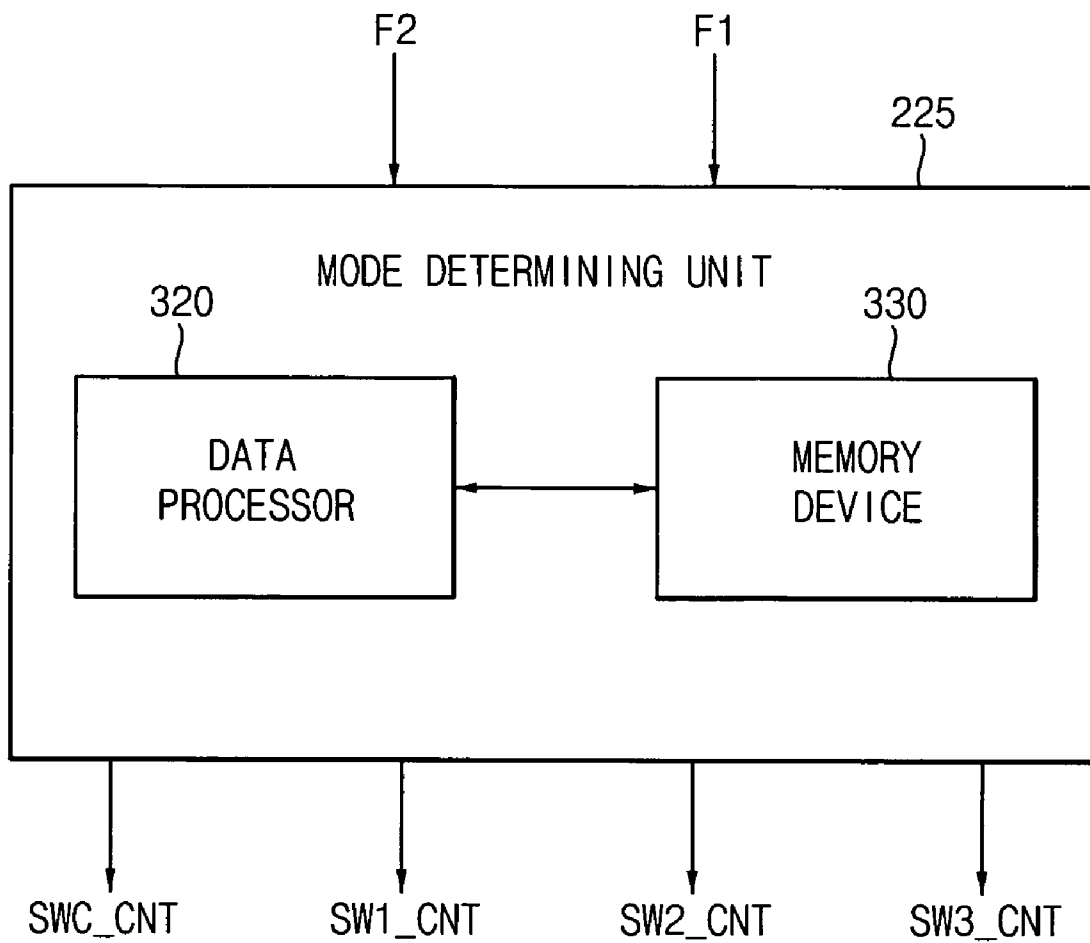 F2
F1
225
MODE DETERMINING UNIT
320
330
DATA
PROCESSOR
MEMORY
DEVICE
SWC_CNT
SW1_CNT
SW2_CNT
SW3_CNT